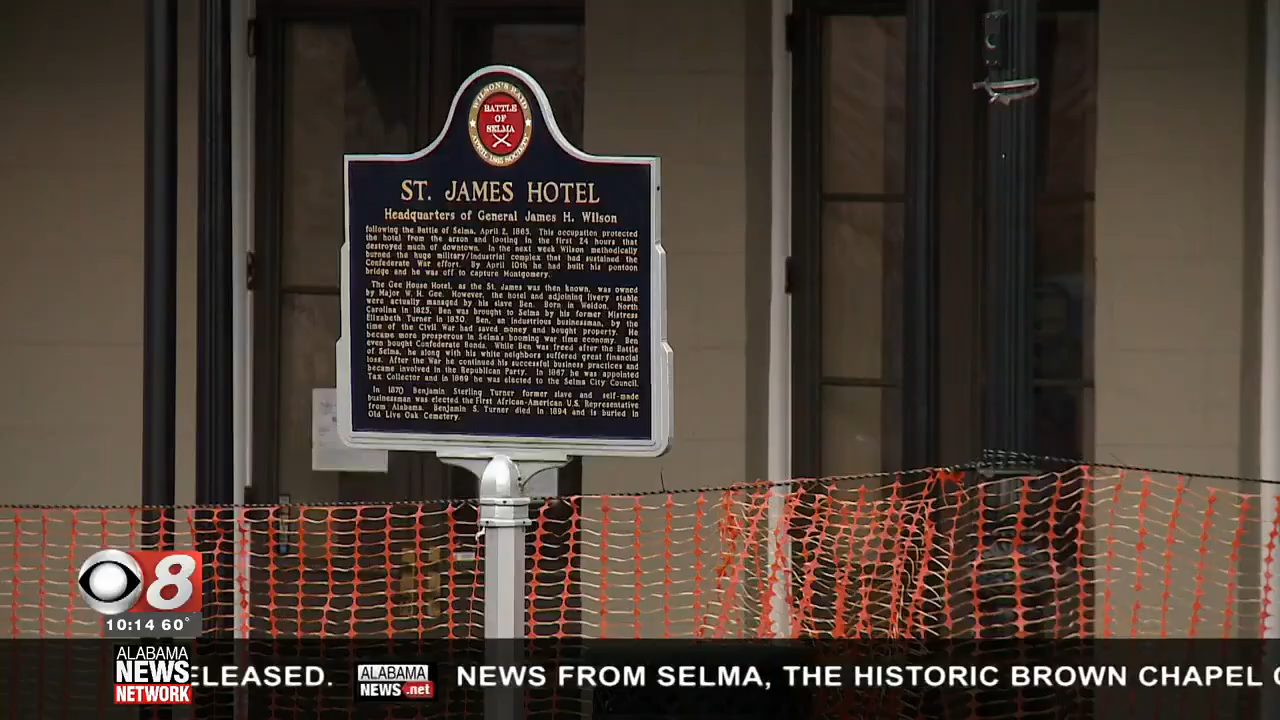 WILSON'S RAID
BATTLE
OF
SELMA
APRIL 1865 SOCIETY
ST. JAMES HOTEL
Headquarters of General James H. Wilson
following the Battle of Selma, April 2, 1865. This occupation protected
the hotel from the arson and looting in the first 24 hours that
destroyed much of downtown. In the next week Wilson methodically
burned the huge military/industrial complex that had sustained the
Confederate War effort. By April 10th he had built his pontoon
bridge and he was off to capture Montgomery.
The Gee House Hotel, as the St. James was then known, was owned
by Major W. H. Gee. However, the hotel and adjoining livery stable
were actually managed by his slave Ben. Born in Weldon, North
Carolina in 1825, Ben was brought to Selma by his former Mistress
Elizabeth Turner in 1830. Ben, an industrious businessman, by the
time of the Civil War had saved money and bought property. He
became more prosperous in Selma's booming war time economy. Ben
even bought Confederate Bonds. While Ben was freed after the Battle
of Selma, he along with his white neighbors suffered great financial
loss. After the War he continued his successful business practices and
became involved in the Republican Party. In 1867 he was appointed
Tax Collector and in 1869 he was elected to the Selma City Council.
In 1870 Benjamin Sterling Turner former slave and self-made
businessman was elected the First African-American U.S. Representative
from Alabama. Benjamin S. Turner died in 1894 and is buried in
Old Live Oak Cemetery.
8
10:14 60°
ALABAMA
NEWS
NETWORK
ELEASED. ALABAMA NEWS.net NEWS FROM SELMA, THE HISTORIC BROWN CHAPEL